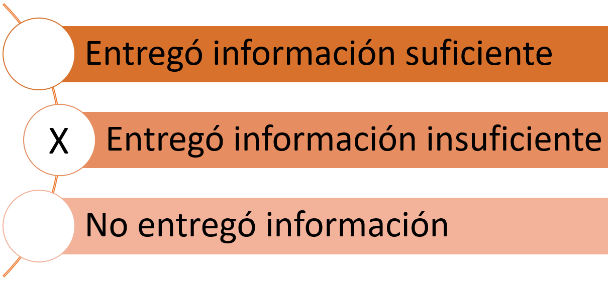 Entregó información suficiente
X Entregó información insuficiente
No entregó información